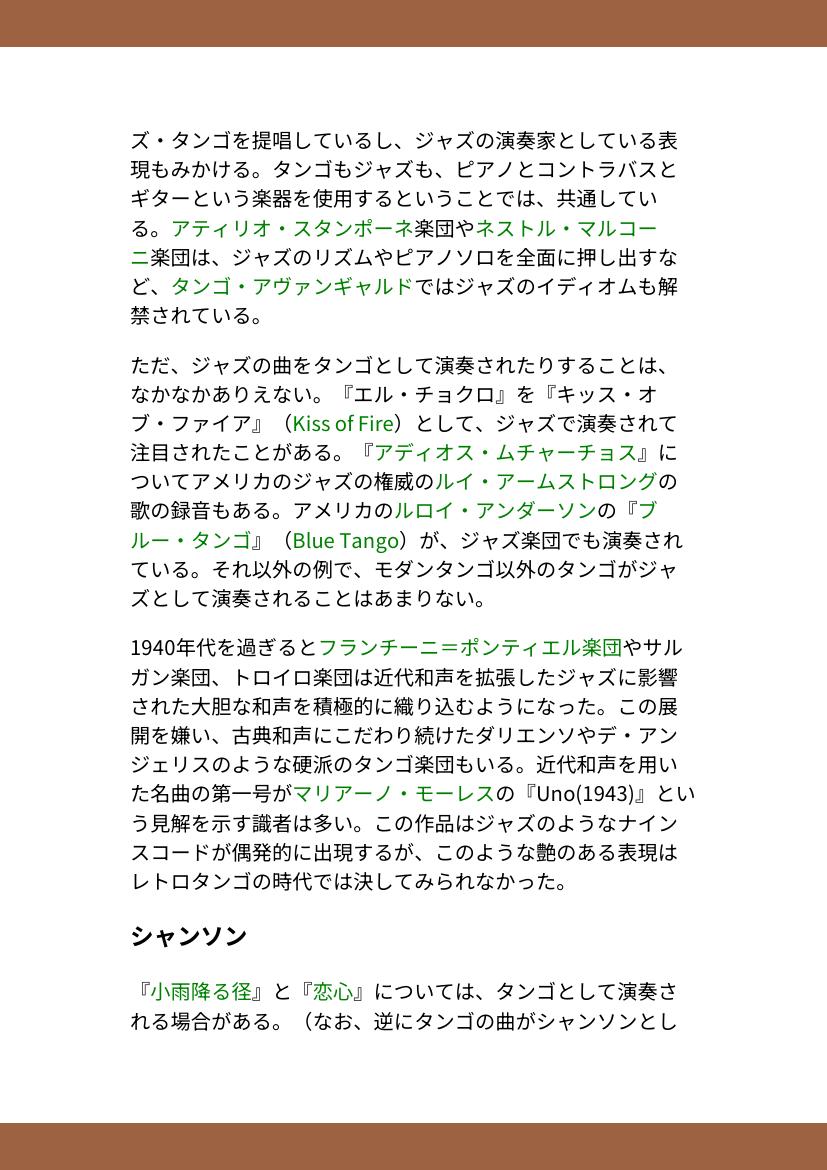 ズ・タンゴを提唱しているし、ジャズの演奏家としている表
現もみかける。タンゴもジャズも、ピアノとコントラバスと
ギターという楽器を使用するということでは、共通してい
る。アティリオ・スタンポーネ楽団やネストル・マルコー
ニ楽団は、ジャズのリズムやピアノソロを全面に押し出すな
ど、タンゴ・アヴァンギャルドではジャズのイディオムも解
禁されている。
ただ、ジャズの曲をタンゴとして演奏されたりすることは、
なかなかありえない。『エル・チョクロ』を『キッス・オ
ブ・ファイア』（Kiss of Fire）として、ジャズで演奏されて
注目されたことがある。『アディオス・ムチャーチョス』に
ついてアメリカのジャズの権威のルイ・アームストロングの
歌の録音もある。アメリカのルロイ・アンダーソンの『ブ
ルー・タンゴ』（Blue Tango）が、ジャズ楽団でも演奏され
ている。それ以外の例で、モダンタンゴ以外のタンゴがジャ
ズとして演奏されることはあまりない。
1940年代を過ぎるとフランチーニ＝ポンティエル楽団やサル
ガン楽団、トロイロ楽団は近代和声を拡張したジャズに影響
された大胆な和声を積極的に織り込むようになった。この展
開を嫌い、古典和声にこだわり続けたダリエンソやデ・アン
ジェリスのような硬派のタンゴ楽団もいる。近代和声を用い
た名曲の第一号がマリアーノ・モーレスの『Uno(1943)』とい
う見解を示す識者は多い。この作品はジャズのようなナイン
スコードが偶発的に出現するが、このような艶のある表現は
レトロタンゴの時代では決してみられなかった。
シャンソン
『小雨降る径』と『恋心』については、タンゴとして演奏さ
れる場合がある。（なお、逆にタンゴの曲がシャンソンとし